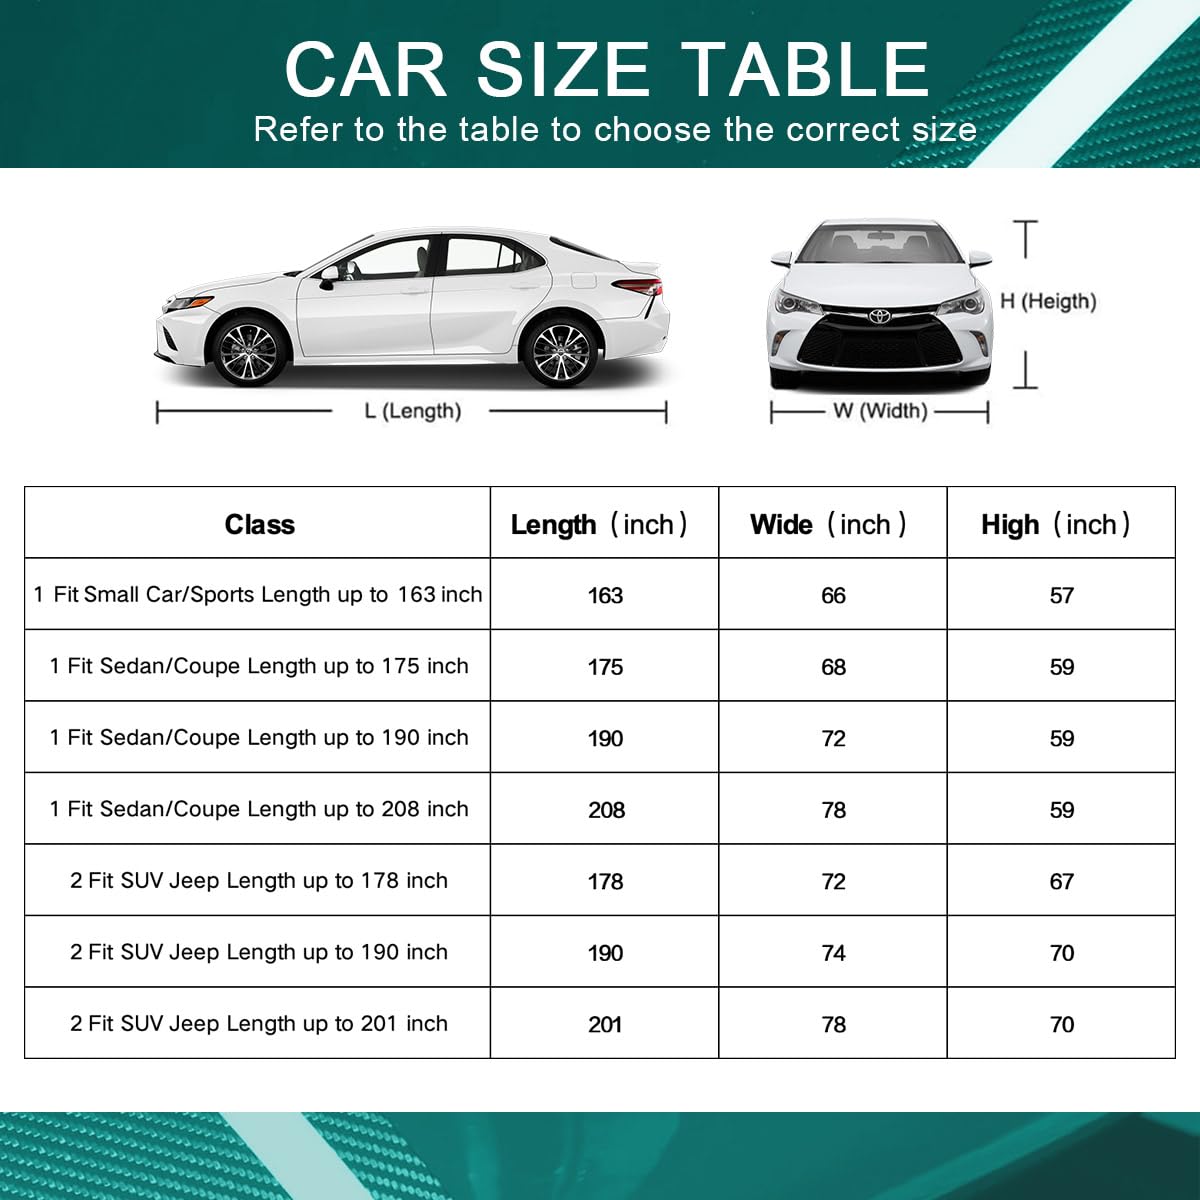 CAR SIZE TABLE
Refer to the table to choose the correct size
H (Heigth)
L (Length)
W (Width)
Class Length (inch) Wide (inch) High (inch)
1 Fit Small Car/Sports Length up to 163 inch 163 66 57
1 Fit Sedan/Coupe Length up to 175 inch 175 68 59
1 Fit Sedan/Coupe Length up to 190 inch 190 72 59
1 Fit Sedan/Coupe Length up to 208 inch 208 78 59
2 Fit SUV Jeep Length up to 178 inch 178 72 67
2 Fit SUV Jeep Length up to 190 inch 190 74 70
2 Fit SUV Jeep Length up to 201 inch 201 78 70